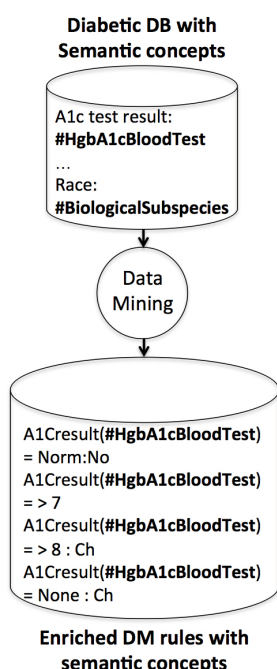 Diabetic DB with
Semantic concepts
A1c test result:
#HgbA1cBloodTest
...
Race:
#BiologicalSubspecies
Data
Mining
A1Cresult(#HgbA1cBloodTest)
= Norm:No
A1Cresult(#HgbA1cBloodTest)
= > 7
A1Cresult(#HgbA1cBloodTest)
= > 8 : Ch
A1Cresult(#HgbA1cBloodTest)
= None : Ch
Enriched DM rules with
semantic concepts